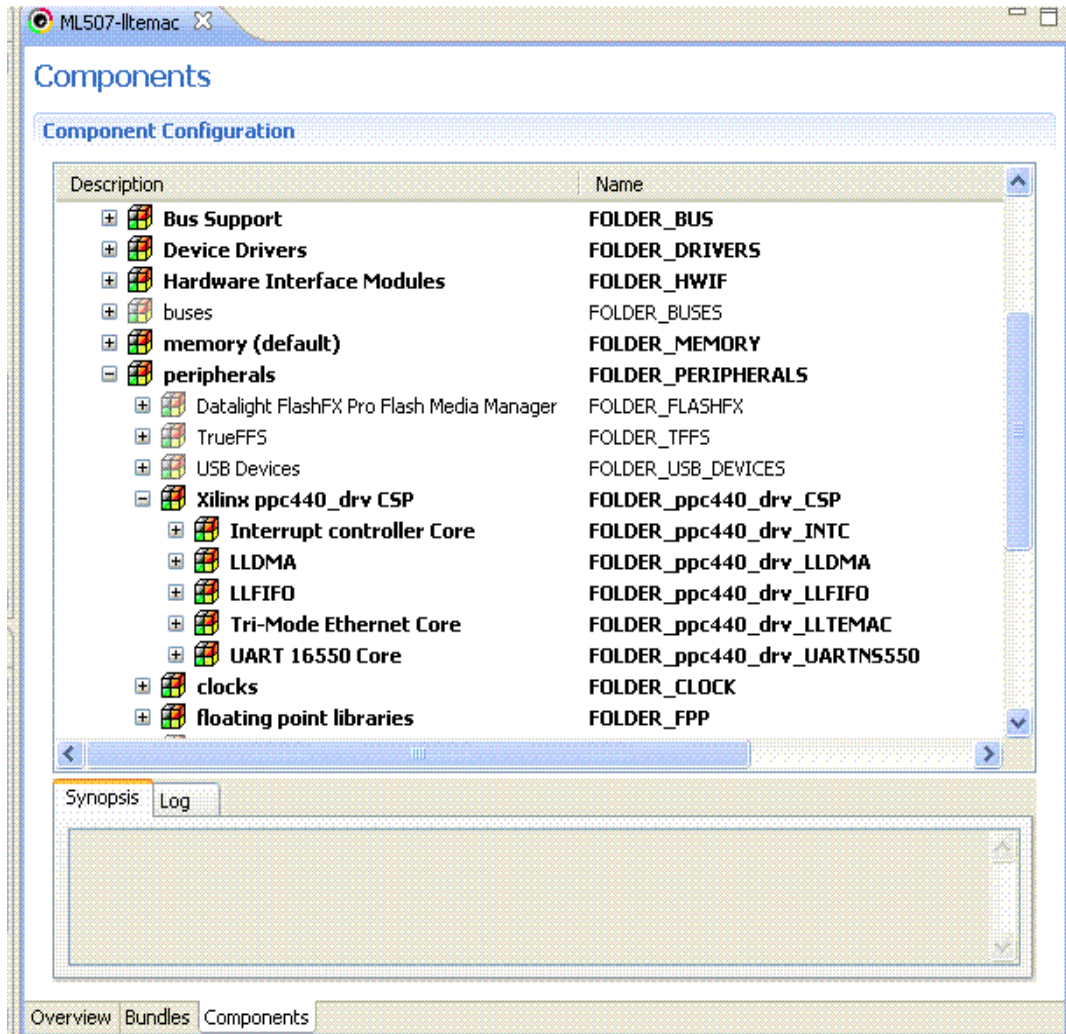 ML507-lltemac
Components
Component Configuration
Description Name
Bus Support FOLDER_BUS
Device Drivers FOLDER_DRIVERS
Hardware Interface Modules FOLDER_HWIF
buses FOLDER_BUSES
memory (default) FOLDER_MEMORY
peripherals FOLDER_PERIPHERALS
Datalight FlashFX Pro Flash Media Manager FOLDER_FLASHFX
TrueFFS FOLDER_TFFS
USB Devices FOLDER_USB_DEVICES
Xilinx ppc440_drv CSP FOLDER_ppc440_drv_CSP
Interrupt controller Core FOLDER_ppc440_drv_INTC
LLDMA FOLDER_ppc440_drv_LLDMA
LLFIFO FOLDER_ppc440_drv_LLFIFO
Tri-Mode Ethernet Core FOLDER_ppc440_drv_LLTEMAC
UART 16550 Core FOLDER_ppc440_drv_UARTNS550
clocks FOLDER_CLOCK
floating point libraries FOLDER_FPP
Synopsis Log
Overview Bundles Components